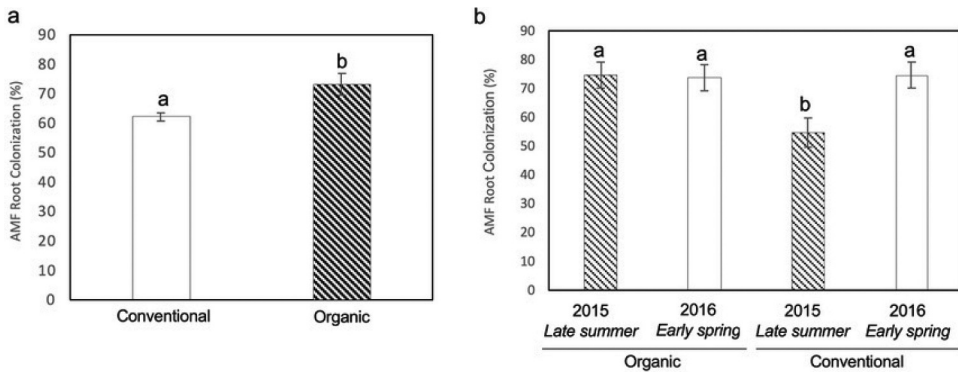 a
AMF Root Colonization (%)
90
80
70
60
50
40
30
20
10
0
a
b
Conventional Organic
b
AMF Root Colonization (%)
90
80
70
60
50
40
30
20
10
0
a a b a
2015 2016 2015 2016
Late summer Early spring Late summer Early spring
Organic Conventional